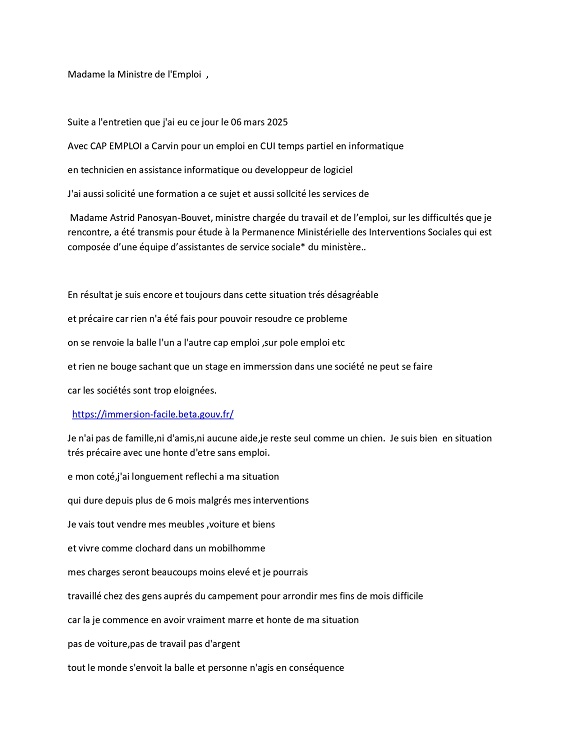 Madame la Ministre de l'Emploi ,
Suite a l'entretien que j'ai eu ce jour le 06 mars 2025
Avec CAP EMPLOI a Carvin pour un emploi en CUI temps partiel en informatique
en technicien en assistance informatique ou developpeur de logiciel
J'ai aussi solicité une formation a ce sujet et aussi sollcité les services de
Madame Astrid Panosyan-Bouvet, ministre chargée du travail et de l'emploi, sur les difficultés que je
rencontre, a été transmis pour étude à la Permanence Ministérielle des Interventions Sociales qui est
composée d'une équipe d'assistantes de service sociale* du ministère..
En résultat je suis encore et toujours dans cette situation trés désagréable
et précaire car rien n'a été fais pour pouvoir resoudre ce probleme
on se renvoie la balle l'un a l'autre cap emploi ,sur pole emploi etc
et rien ne bouge sachant que un stage en immerssion dans une société ne peut se faire
car les sociétés sont trop eloignées.
https://immersion-facile.beta.gouv.fr/
Je n'ai pas de famille,ni d'amis,ni aucune aide,je reste seul comme un chien. Je suis bien en situation
trés précaire avec une honte d'etre sans emploi.
e mon coté,j'ai longuement reflechi a ma situation
qui dure depuis plus de 6 mois malgrés mes interventions
Je vais tout vendre mes meubles ,voiture et biens
et vivre comme clochard dans un mobilhomme
mes charges seront beaucoups moins elevé et je pourrais
travaillé chez des gens auprés du campement pour arrondir mes fins de mois difficile
car la je commence en avoir vraiment marre et honte de ma situation
pas de voiture,pas de travail pas d'argent
tout le monde s'envoit la balle et personne n'agis en conséquence